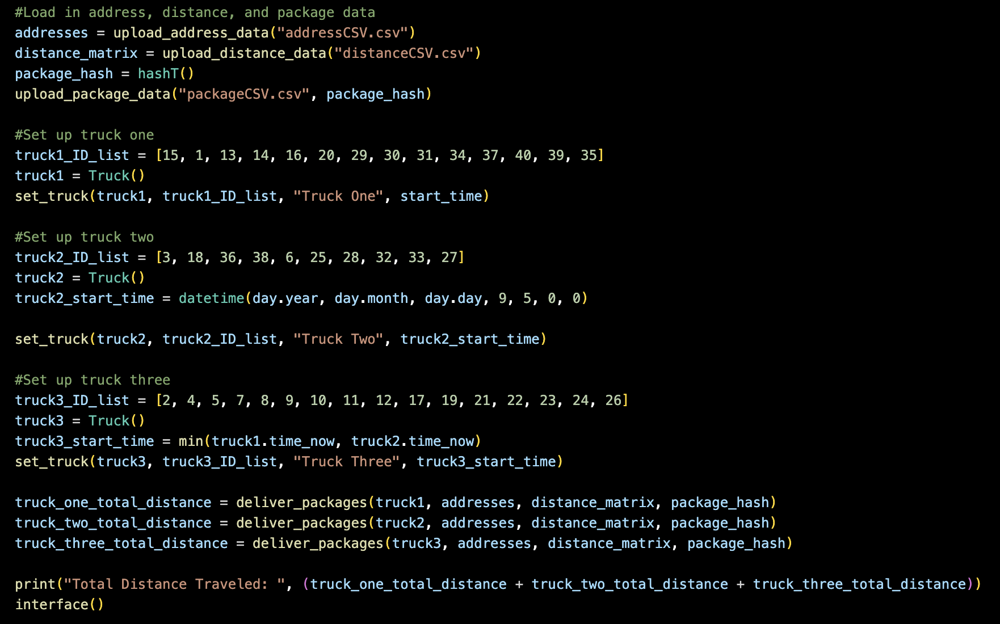 #Load in address, distance, and package data
addresses = upload_address_data("addressCSV.csv")
distance_matrix = upload_distance_data("distanceCSV.csv")
package_hash = hashT()
upload_package_data("packageCSV.csv", package_hash)
#Set up truck one
truck1_ID_list = [15, 1, 13, 14, 16, 20, 29, 30, 31, 34, 37, 40, 39, 35]
truck1 = Truck()
set_truck(truck1, truck1_ID_list, "Truck One", start_time)
#Set up truck two
truck2_ID_list = [3, 18, 36, 38, 6, 25, 28, 32, 33, 27]
truck2 = Truck()
truck2_start_time = datetime(day.year, day.month, day.day, 9, 5, 0, 0)
set_truck(truck2, truck2_ID_list, "Truck Two", truck2_start_time)
#Set up truck three
truck3_ID_list = [2, 4, 5, 7, 8, 9, 10, 11, 12, 17, 19, 21, 22, 23, 24, 26]
truck3 = Truck()
truck3_start_time = min(truck1.time_now, truck2.time_now)
set_truck(truck3, truck3_ID_list, "Truck Three", truck3_start_time)
truck_one_total_distance = deliver_packages(truck1, addresses, distance_matrix, package_hash)
truck_two_total_distance = deliver_packages(truck2, addresses, distance_matrix, package_hash)
truck_three_total_distance = deliver_packages(truck3, addresses, distance_matrix, package_hash)
print("Total Distance Traveled: ", (truck_one_total_distance + truck_two_total_distance + truck_three_total_distance))
interface()